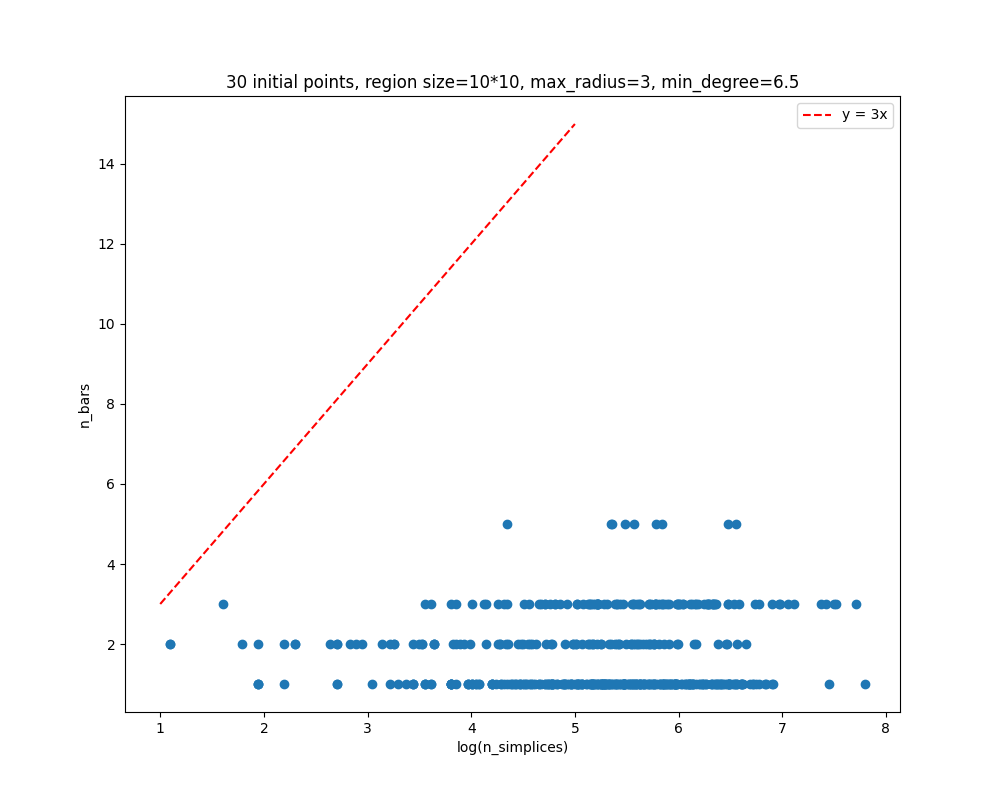 30 initial points, region size=10*10, max_radius=3, min_degree=6.5
y = 3x
14
12
10
8
6
4
2
n_bars
1 2 3 4 5 6 7 8
log(n_simplices)